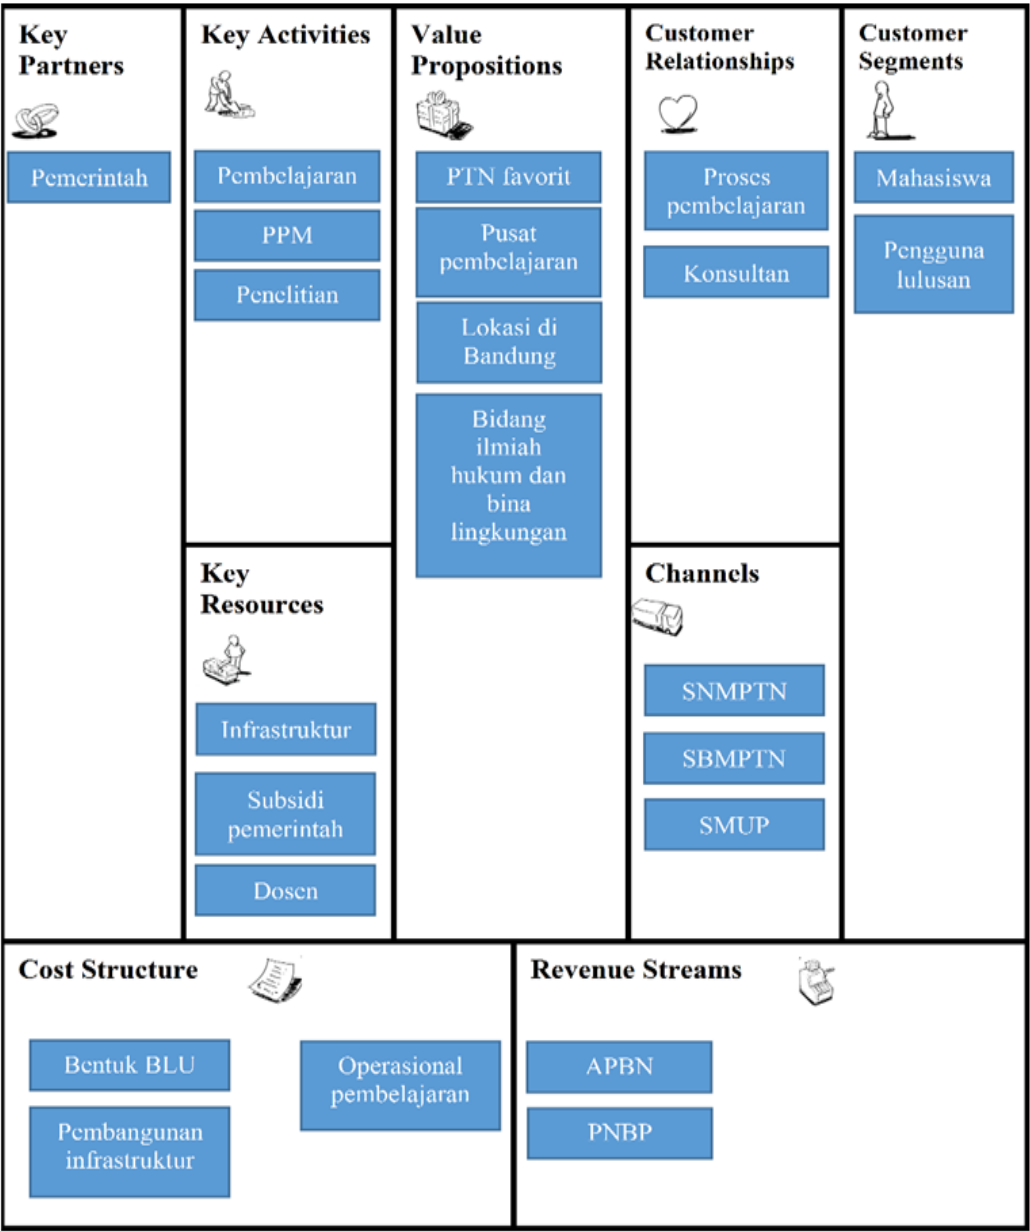 Key
Partners
Pemerintah
Key Activities
Pembelajaran
PPM
Penelitian
Key
Resources
Infrastruktur
Subsidi
pemerintah
Dosen
Value
Propositions
PTN favorit
Pusat
pembelajaran
Lokasi di
Bandung
Bidang
ilmiah
hukum dan
bina
lingkungan
Customer
Relationships
Proses
pembelajaran
Konsultan
Channels
SNMPTN
SBMPTN
SMUP
Customer
Segments
Mahasiswa
Pengguna
lulusan
Cost Structure
Bentuk BLU
Pembangunan
infrastruktur
Operasional
pembelajaran
Revenue Streams
APBN
PNBP